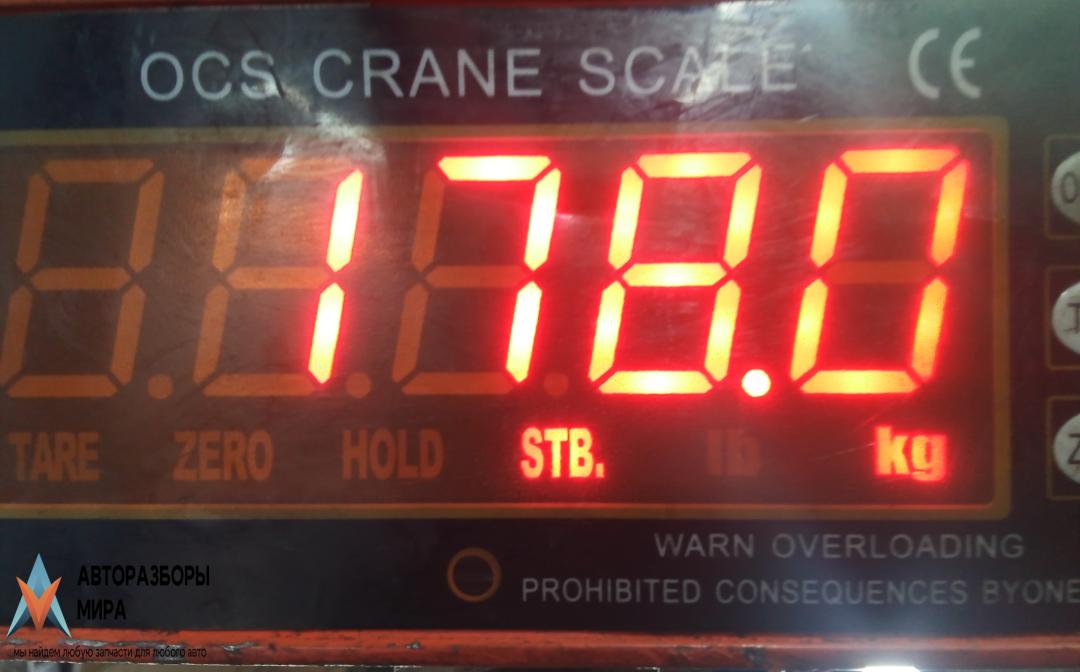 OCS CRANE SCALE
CE
178.0
TARE ZERO HOLD STB. lb kg
WARN OVERLOADING
PROHIBITED CONSEQUENCES BYONE
АВТОРАЗБОРЫ
МИРА
мы найдем любую запчасти для любого авто